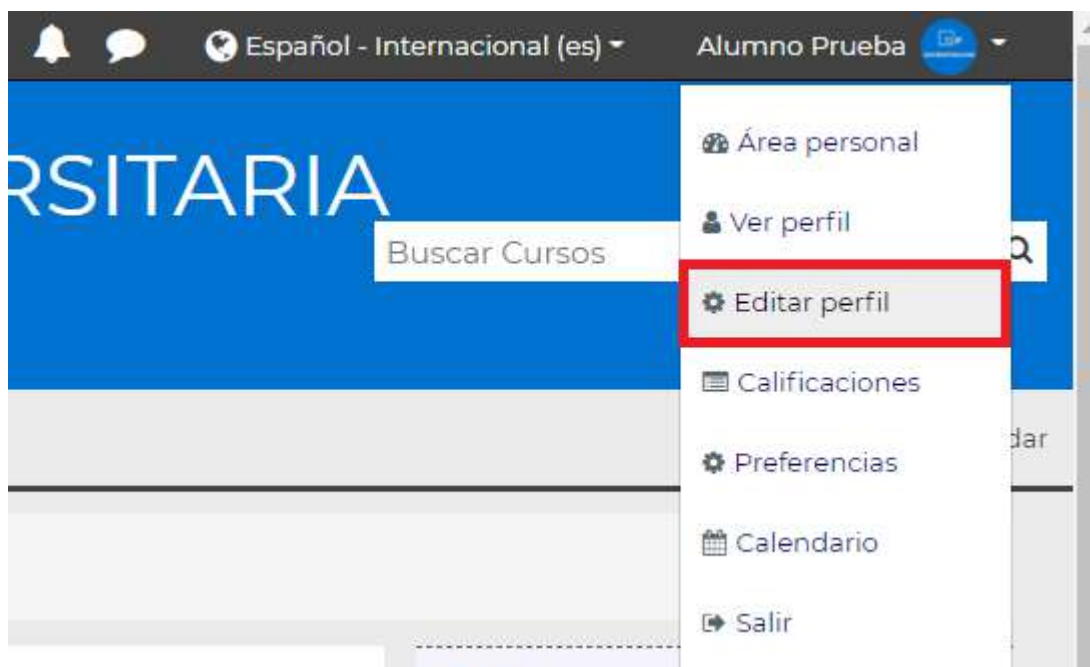 Español - Internacional (es)
Alumno Prueba
RSITARIA
Buscar Cursos
Área personal
Ver perfil
Editar perfil
Calificaciones
dar
Preferencias
Calendario
Salir